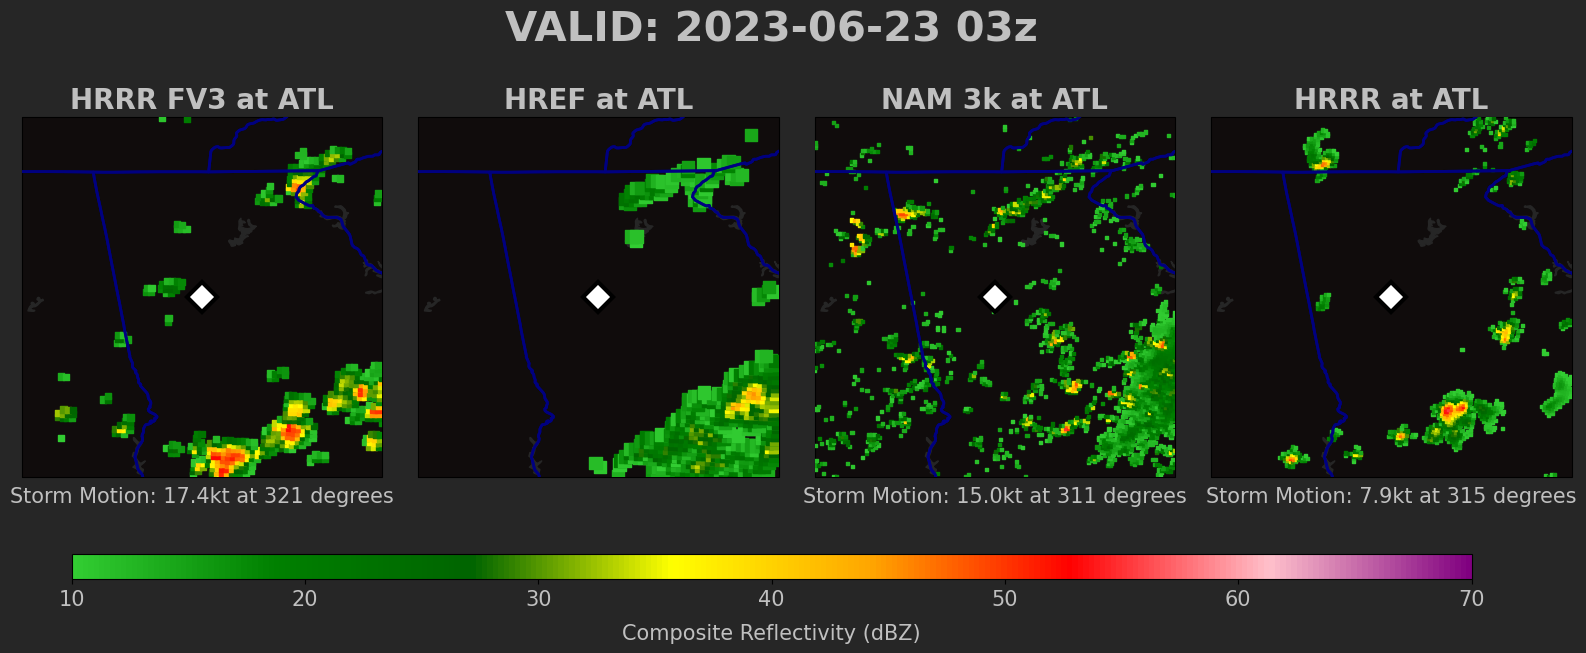 VALID: 2023-06-23 03z
HRRR FV3 at ATL
HREF at ATL
NAM 3k at ATL
HRRR at ATL
Storm Motion: 17.4kt at 321 degrees
Storm Motion: 15.0kt at 311 degrees
Storm Motion: 7.9kt at 315 degrees
10 20 30 40 50 60 70
Composite Reflectivity (dBZ)